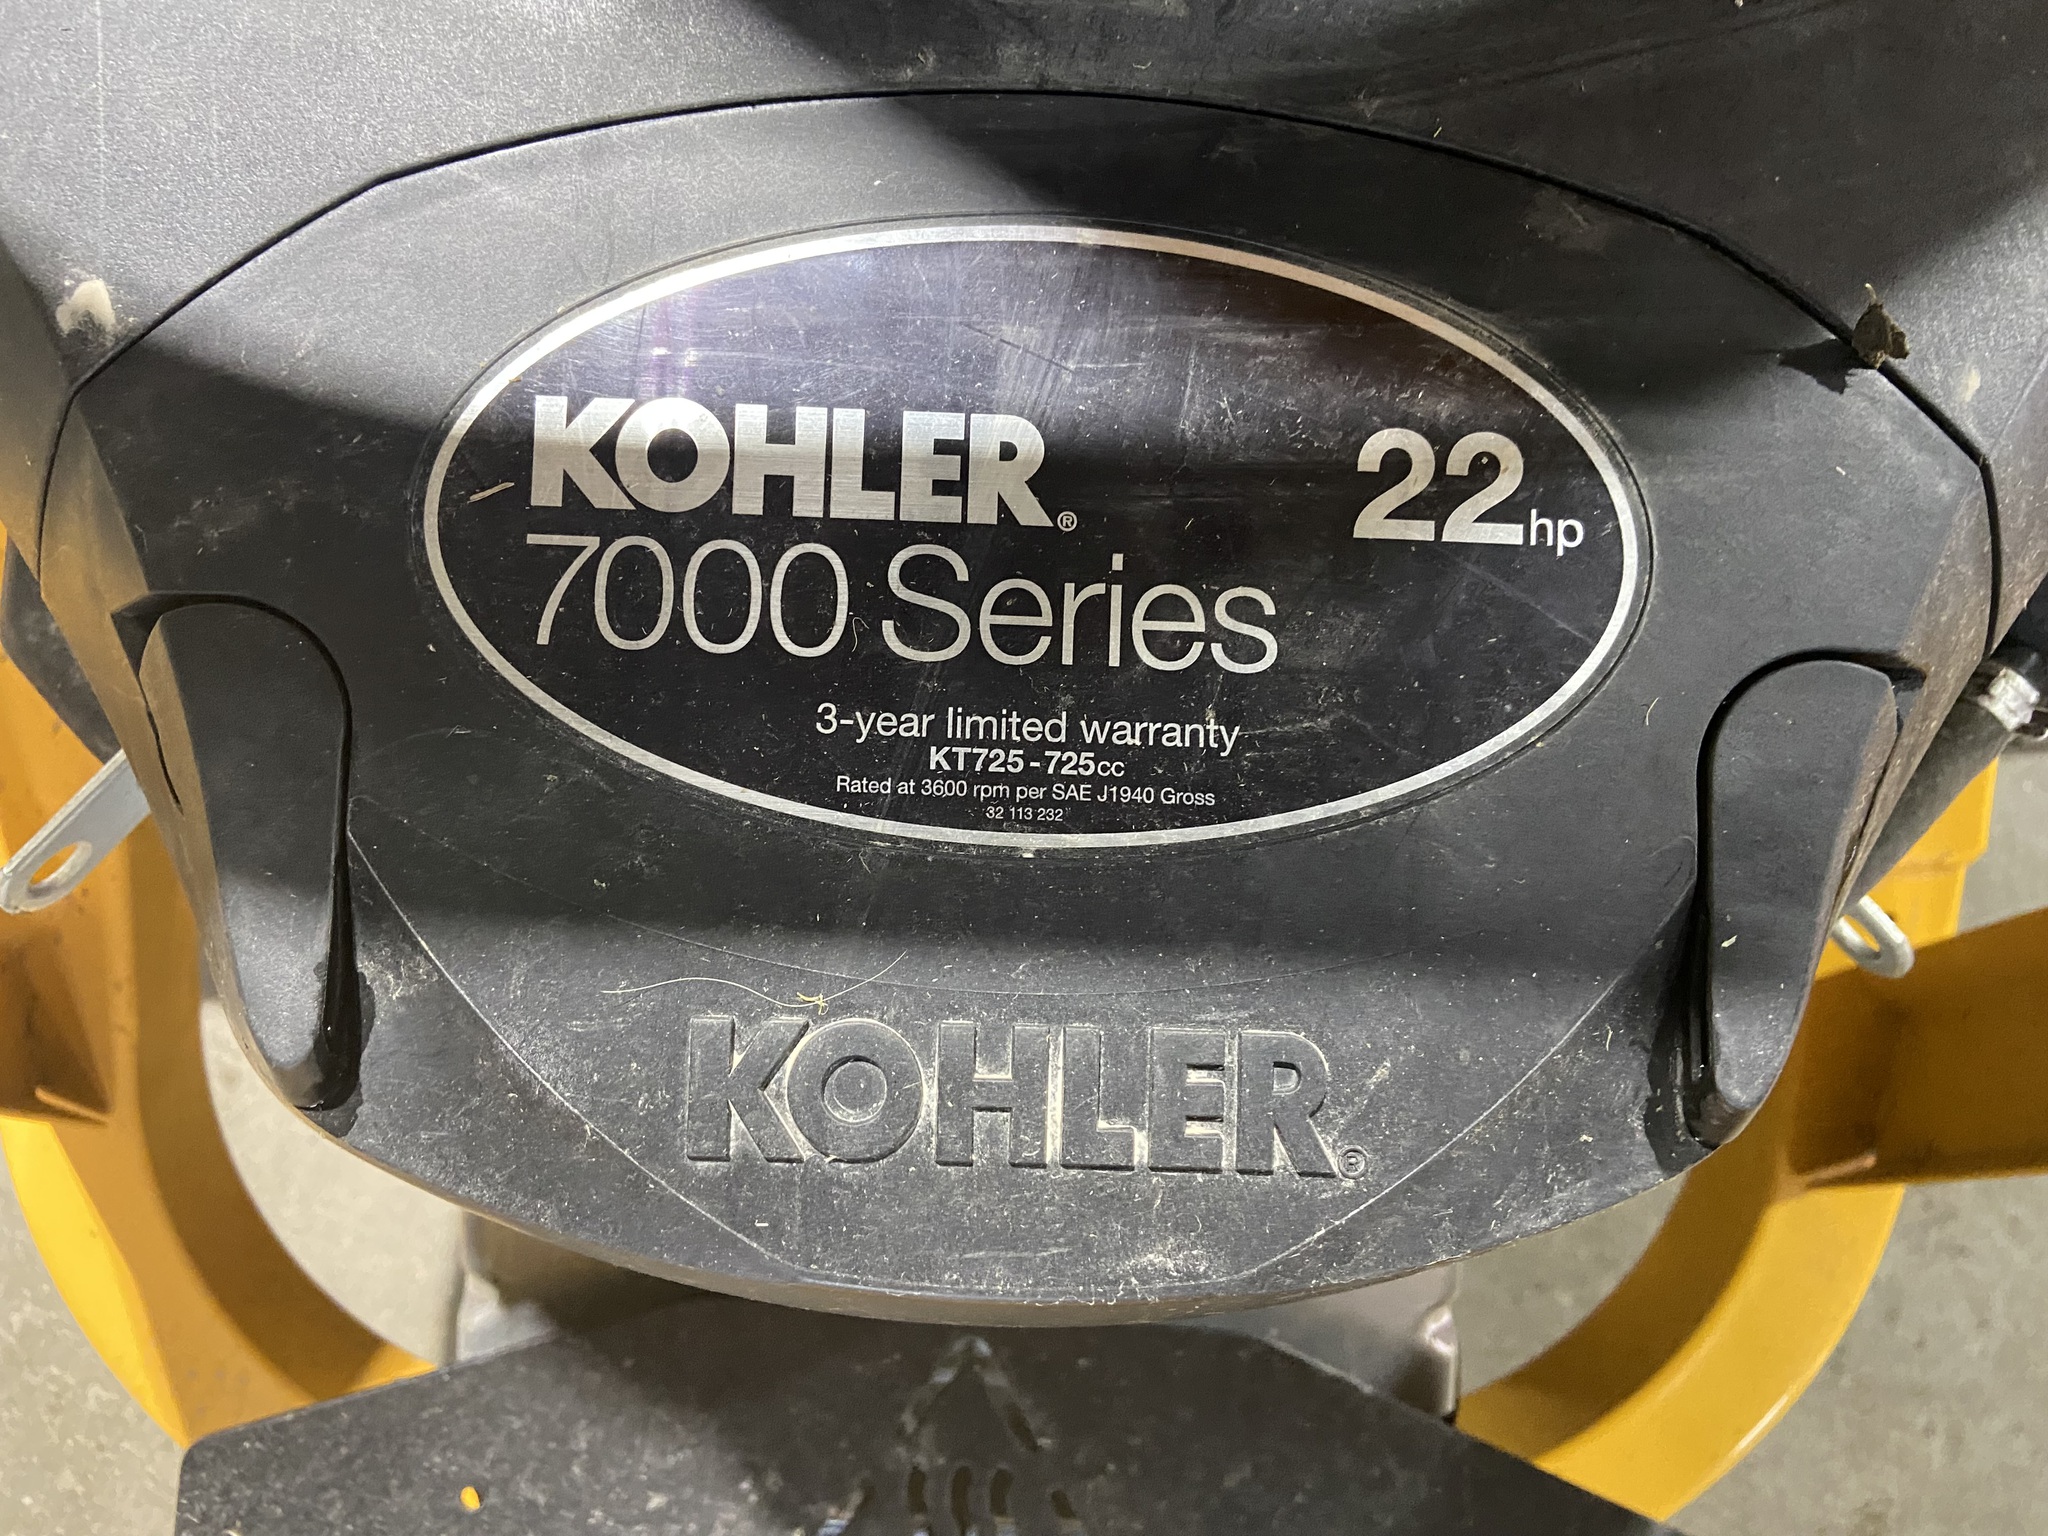 KOHLER®
22hp
7000 Series
3-year limited warranty
KT725-725cc
Rated at 3600 rpm per SAE J1940 Gross
32 113 232
KOHLER®